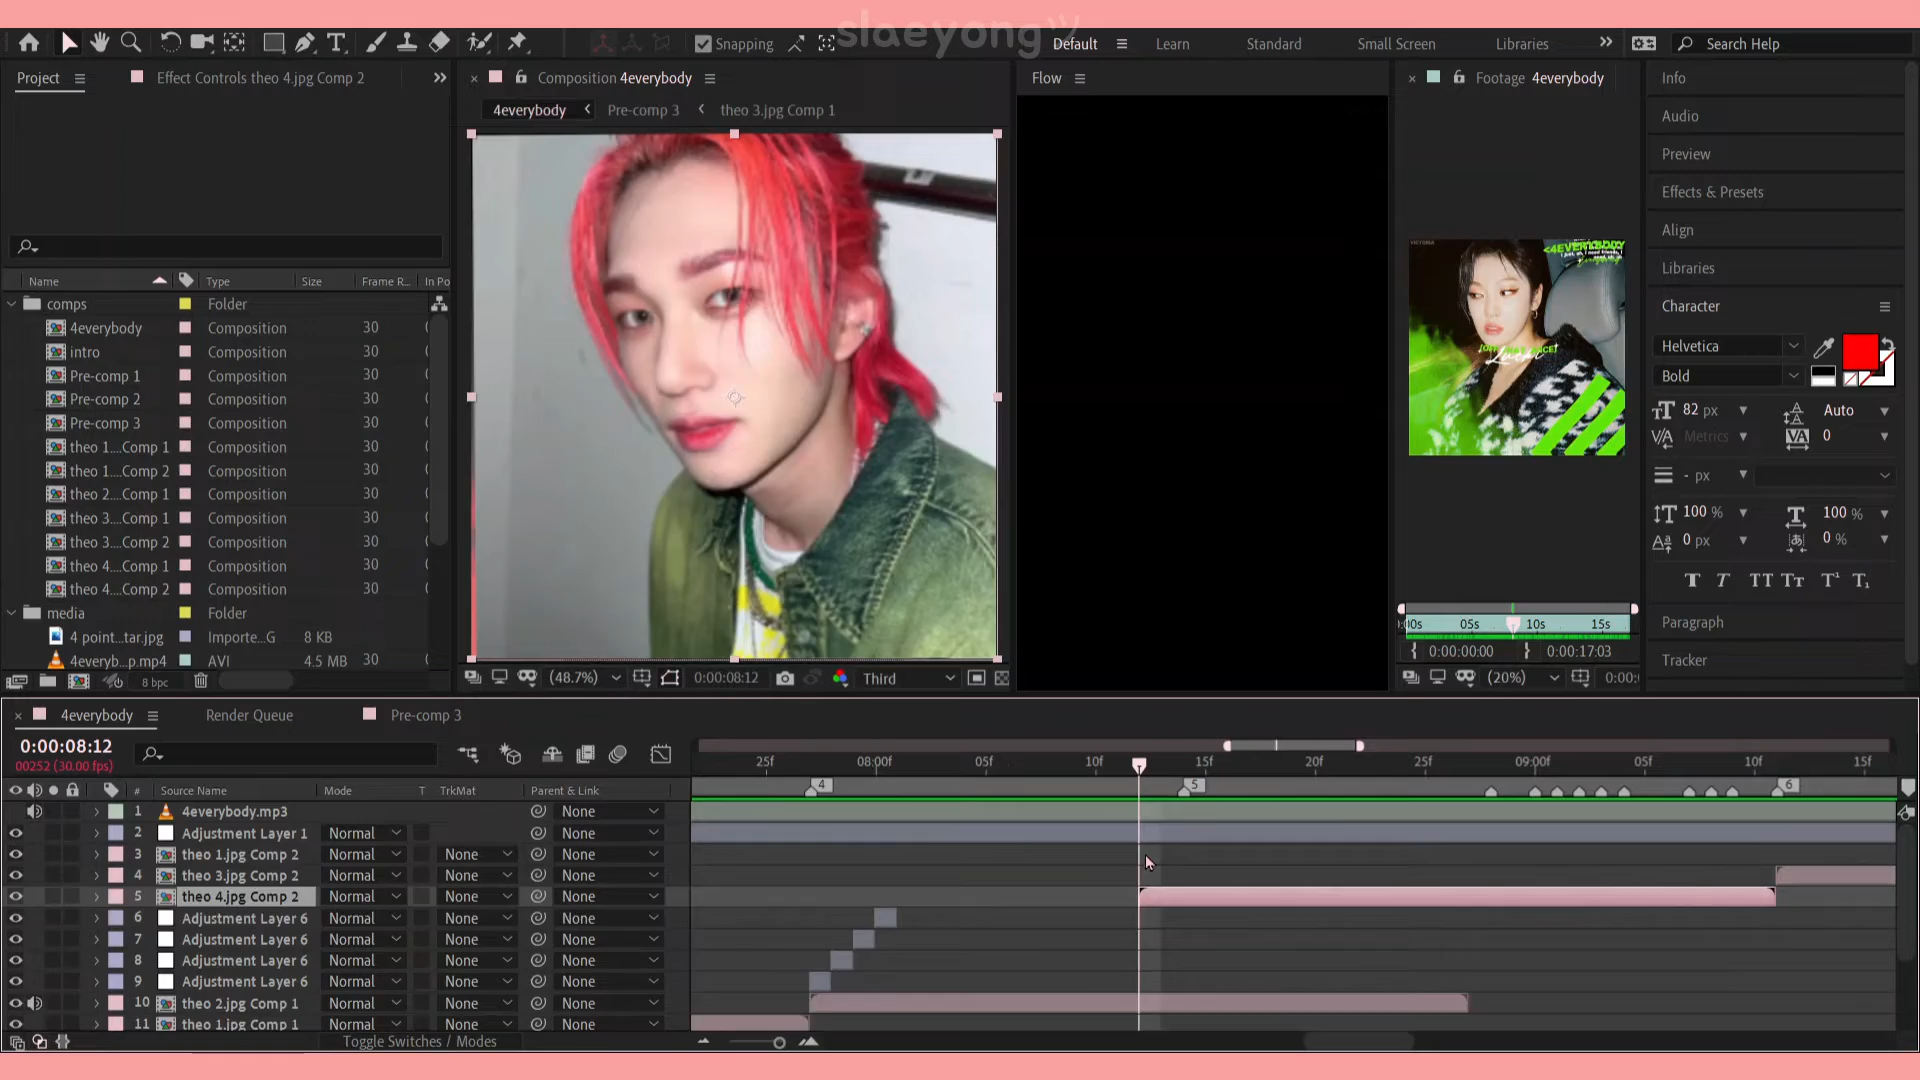 slaeyong
Snapping
Default
Learn
Standard
Small Screen
Libraries
Search Help
Project
Effect Controls theo 4.jpg Comp 2
Composition 4everybody
Flow
Footage 4everybody
4everybody
Pre-comp 3
theo 3.jpg Comp 1
Name
Type
Size
Frame R...
In Po
comps Folder
4everybody Composition 30
intro Composition 30
Pre-comp 1 Composition 30
Pre-comp 2 Composition 30
Pre-comp 3 Composition 30
theo 1....Comp 1 Composition 30
theo 1....Comp 2 Composition 30
theo 2....Comp 1 Composition 30
theo 3....Comp 1 Composition 30
theo 3....Comp 2 Composition 30
theo 4....Comp 1 Composition 30
theo 4....Comp 2 Composition 30
media Folder
4 point...tar.jpg Importe...G 8 KB
4everyb...p.mp4 AVI 4.5 MB 30
8 bpc
(48.7%)
0:00:08:12
Third
<4EVERYBODY
Luckt
:00s 05s 10s 15s
0:00:00:00
0:00:17:03
(20%)
0:00:
Info
Audio
Preview
Effects & Presets
Align
Libraries
Character
Helvetica
Bold
82 px
Auto
Metrics
0
- px
100 %
100 %
0 px
0 %
T T TT Tt T¹ T₁
Paragraph
Tracker
4everybody
Render Queue
Pre-comp 3
0:00:08:12
00252 (30.00 fps)
25f 08:00f 05f 10f 15f 20f 25f 09:00f 05f 10f 15f
# Source Name Mode T TrkMat Parent & Link
4 5 6
1 4everybody.mp3 None
2 Adjustment Layer 1 Normal None
3 theo 1.jpg Comp 2 Normal None None
4 theo 3.jpg Comp 2 Normal None None
5 theo 4.jpg Comp 2 Normal None None
6 Adjustment Layer 6 Normal None None
7 Adjustment Layer 6 Normal None None
8 Adjustment Layer 6 Normal None None
9 Adjustment Layer 6 Normal None None
10 theo 2.jpg Comp 1 Normal None None
11 theo 1.jpg Comp 1 Normal None None
Toggle Switches / Modes